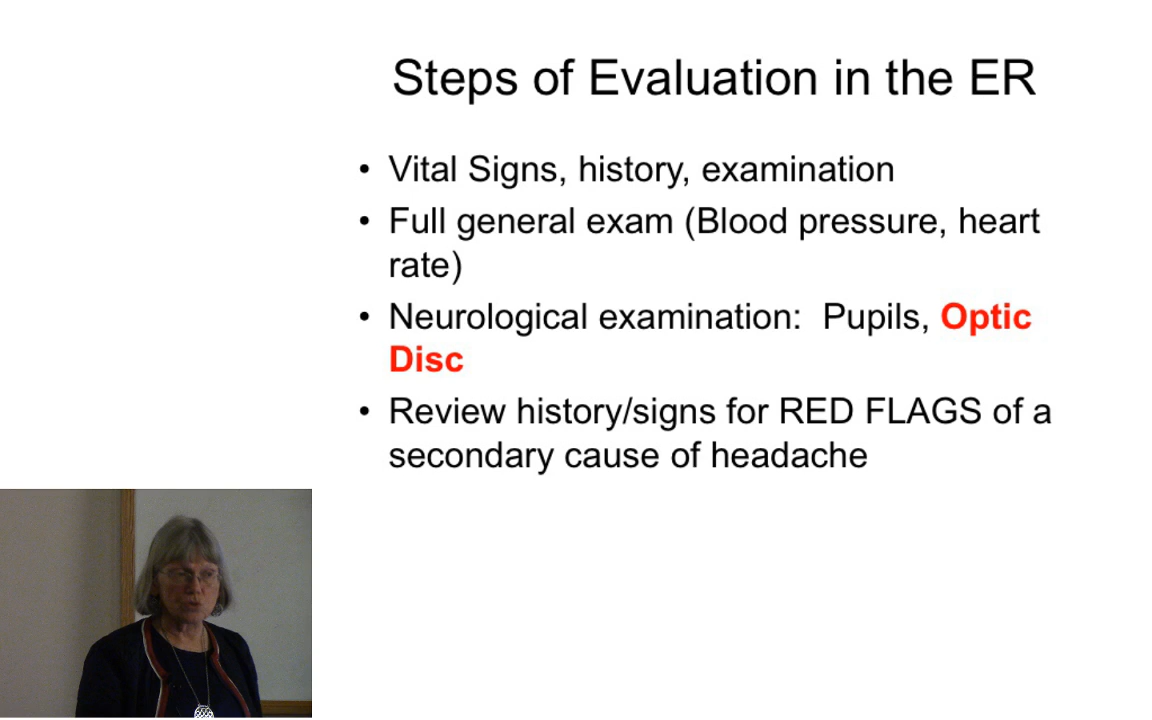 Steps of Evaluation in the ER
• Vital Signs, history, examination
• Full general exam (Blood pressure, heart
rate)
• Neurological examination:  Pupils, Optic
Disc
• Review history/signs for RED FLAGS of a
secondary cause of headache